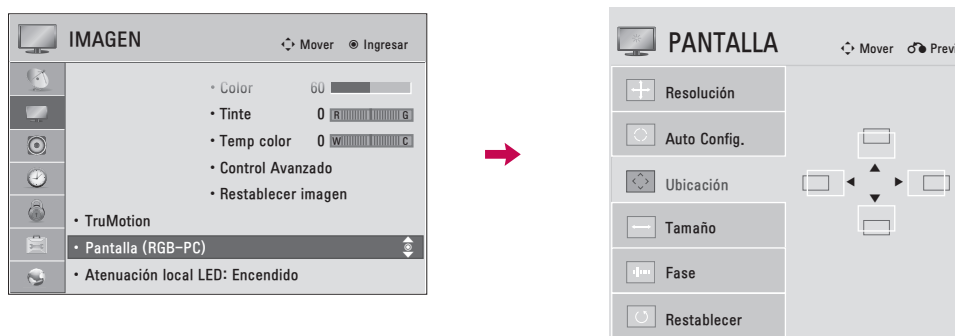 IMAGEN
Mover Ingresar
• Color 60
• Tinte 0 R G
• Temp color 0 W C
• Control Avanzado
• Restablecer imagen
• TruMotion
• Pantalla (RGB-PC)
• Atenuación local LED: Encendido
PANTALLA
Mover Previ
Resolución
Auto Config.
Ubicación
Tamaño
Fase
Restablecer